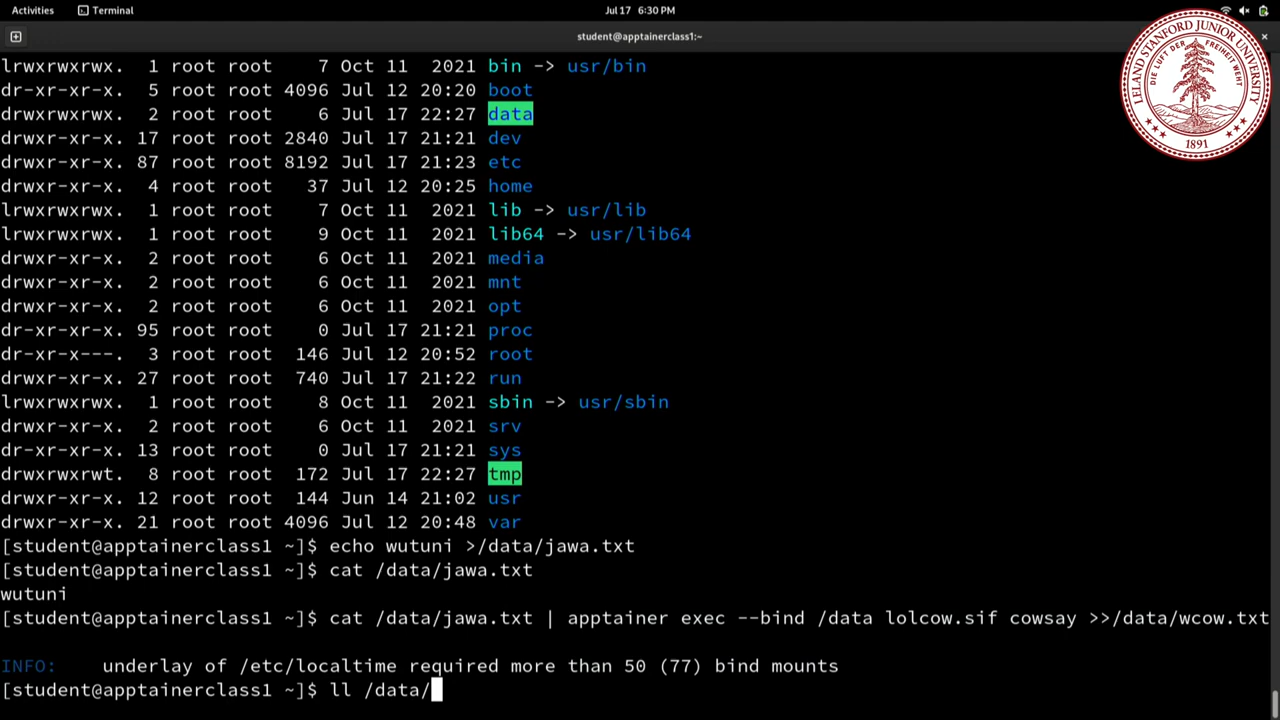 Activities Terminal Jul 17 6:30 PM
student@apptainerclass1:~
lrwxrwxrwx. 1 root root 7 Oct 11 2021 bin -> usr/bin
dr-xr-xr-x. 5 root root 4096 Jul 12 20:20 boot
drwxrwxrwx. 2 root root 6 Jul 17 22:27 data
drwxr-xr-x. 17 root root 2840 Jul 17 21:21 dev
drwxr-xr-x. 87 root root 8192 Jul 17 21:23 etc
drwxr-xr-x. 4 root root 37 Jul 12 20:25 home
lrwxrwxrwx. 1 root root 7 Oct 11 2021 lib -> usr/lib
lrwxrwxrwx. 1 root root 9 Oct 11 2021 lib64 -> usr/lib64
drwxr-xr-x. 2 root root 6 Oct 11 2021 media
drwxr-xr-x. 2 root root 6 Oct 11 2021 mnt
drwxr-xr-x. 2 root root 6 Oct 11 2021 opt
dr-xr-xr-x. 95 root root 0 Jul 17 21:21 proc
dr-xr-x---. 3 root root 146 Jul 12 20:52 root
drwxr-xr-x. 27 root root 740 Jul 17 21:22 run
lrwxrwxrwx. 1 root root 8 Oct 11 2021 sbin -> usr/sbin
drwxr-xr-x. 2 root root 6 Oct 11 2021 srv
dr-xr-xr-x. 13 root root 0 Jul 17 21:21 sys
drwxrwxrwt. 8 root root 172 Jul 17 22:27 tmp
drwxr-xr-x. 12 root root 144 Jun 14 21:02 usr
drwxr-xr-x. 21 root root 4096 Jul 12 20:48 var
[student@apptainerclass1 ~]$ echo wutuni >/data/jawa.txt
[student@apptainerclass1 ~]$ cat /data/jawa.txt
wutuni
[student@apptainerclass1 ~]$ cat /data/jawa.txt | apptainer exec --bind /data lolcow.sif cowsay >>/data/wcow.txt
INFO: underlay of /etc/localtime required more than 50 (77) bind mounts
[student@apptainerclass1 ~]$ ll /data/
LELAND STANFORD JUNIOR UNIVERSITY
DIE LUFT DER FREIHEIT WEHT
1891